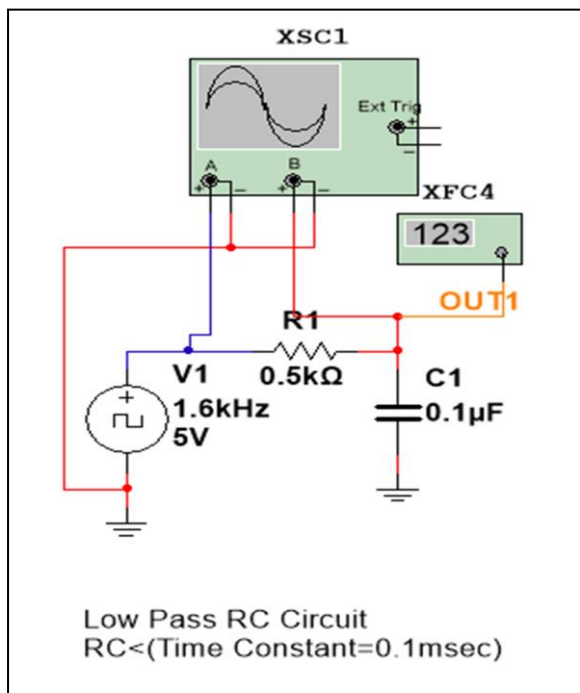 XSC1
Ext Trig
+
−
A
B
+
−
+
−
XFC4
123
OUT1
R1
0.5kΩ
V1
1.6kHz
5V
+
C1
0.1µF
Low Pass RC Circuit
RC<(Time Constant=0.1msec)